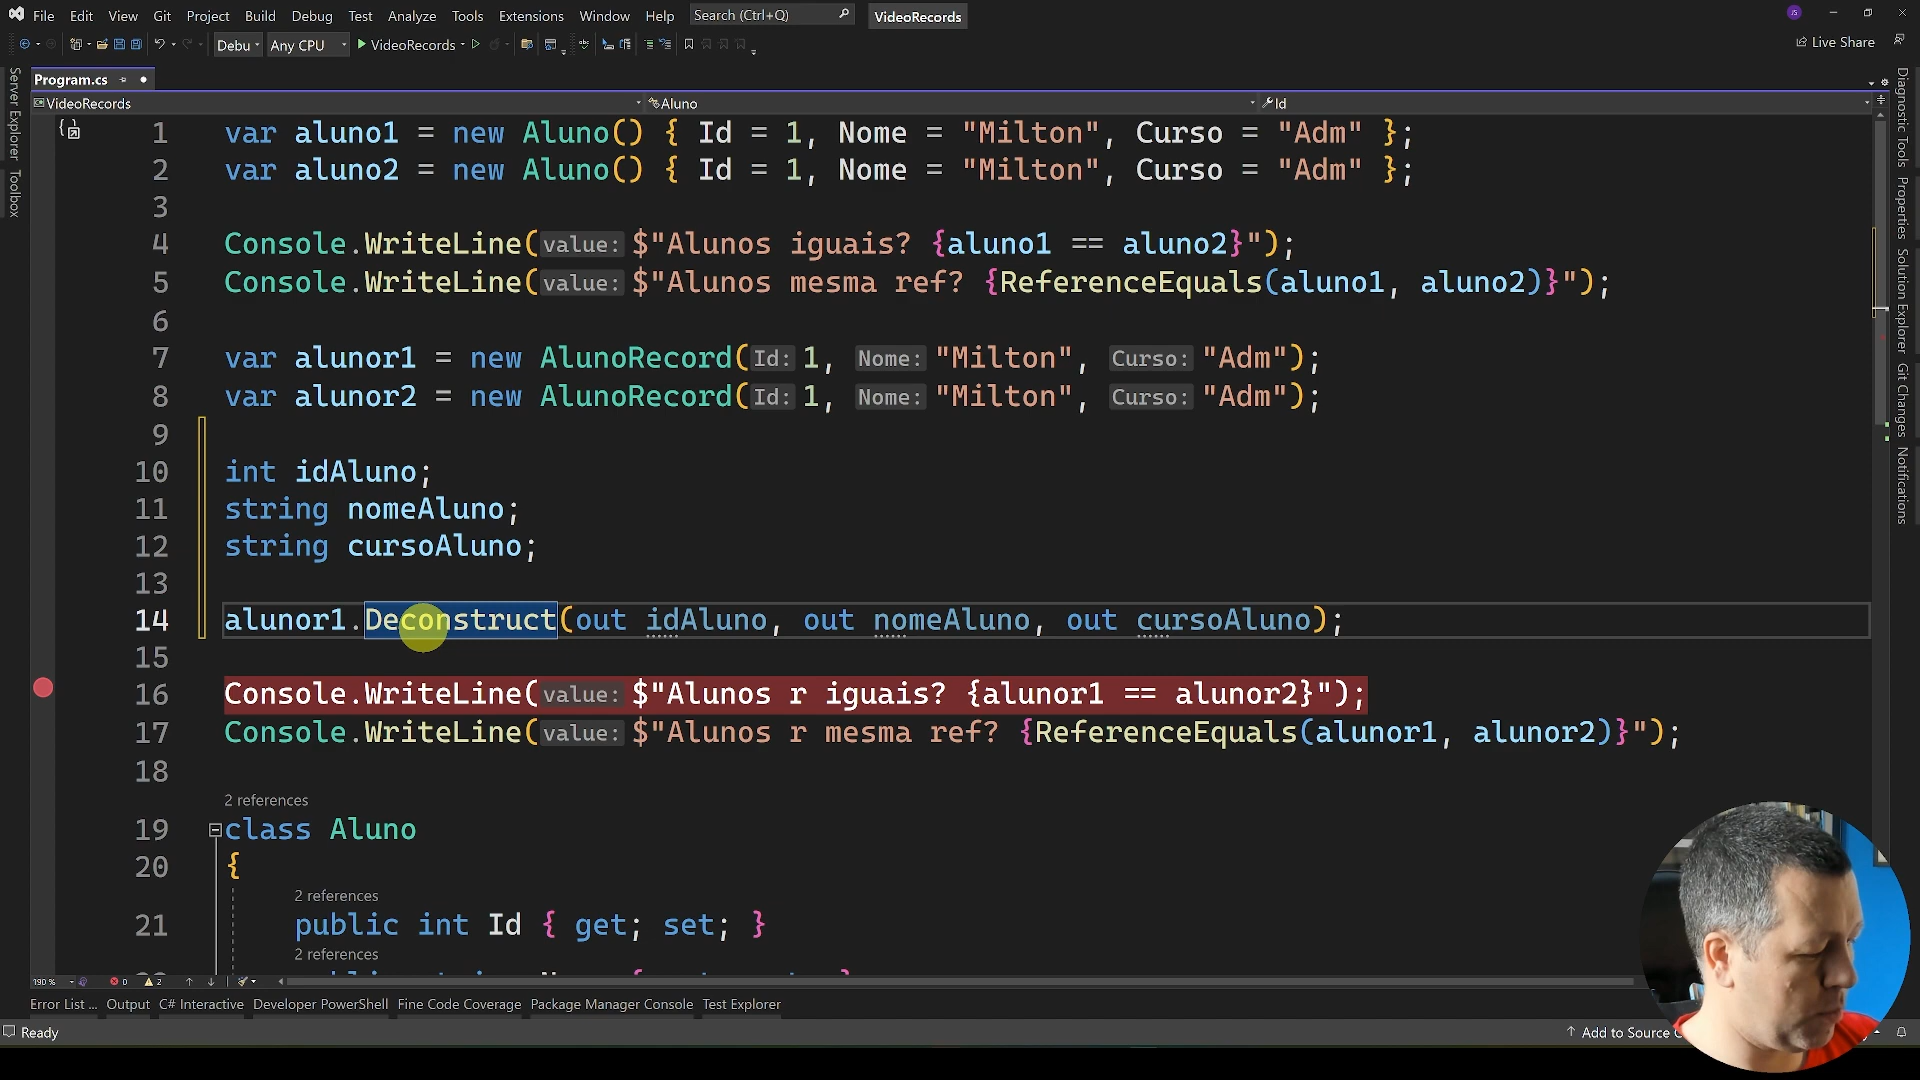 File Edit View Git Project Build Debug Test Analyze Tools Extensions Window Help Search (Ctrl+Q) VideoRecords
Debu Any CPU VideoRecords Live Share
Program.cs
VideoRecords Aluno Id
Server Explorer
Toolbox
1 var aluno1 = new Aluno() { Id = 1, Nome = "Milton", Curso = "Adm" };
2 var aluno2 = new Aluno() { Id = 1, Nome = "Milton", Curso = "Adm" };
3
4 Console.WriteLine(value: $"Alunos iguais? {aluno1 == aluno2}");
5 Console.WriteLine(value: $"Alunos mesma ref? {ReferenceEquals(aluno1, aluno2)}");
6
7 var alunor1 = new AlunoRecord(Id: 1, Nome: "Milton", Curso: "Adm");
8 var alunor2 = new AlunoRecord(Id: 1, Nome: "Milton", Curso: "Adm");
9
10 int idAluno;
11 string nomeAluno;
12 string cursoAluno;
13
14 alunor1.Deconstruct(out idAluno, out nomeAluno, out cursoAluno);
15
16 Console.WriteLine(value: $"Alunos r iguais? {alunor1 == alunor2}");
17 Console.WriteLine(value: $"Alunos r mesma ref? {ReferenceEquals(alunor1, alunor2)}");
18
2 references
19 class Aluno
20 {
2 references
21 public int Id { get; set; }
2 references
Diagnostic Tools
Properties
Solution Explorer
Git Changes
Notifications
190 % 0 2
Error List ... Output C# Interactive Developer PowerShell Fine Code Coverage Package Manager Console Test Explorer
Ready Add to Source